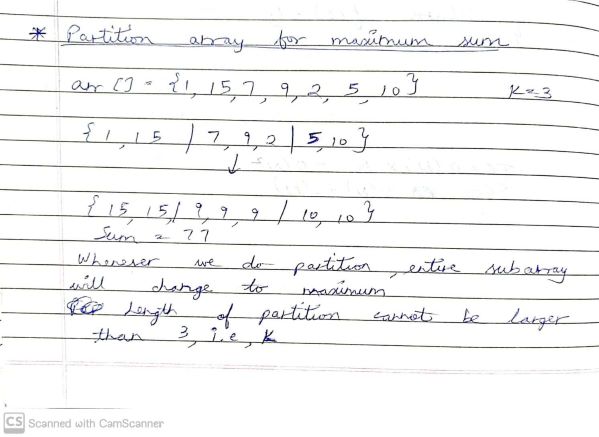 * Partition array for maximum sum
arr [] = {1, 15, 7, 9, 2, 5, 10} K=3
{1, 15 | 7, 9, 2 | 5, 10}
↓
{15, 15 / 9, 9, 9 / 10, 10}
Sum = 77
Whenever we do partition, entire subarray
will change to maximum
Length of partition cannot be larger
than 3, i.e, K
CS Scanned with CamScanner